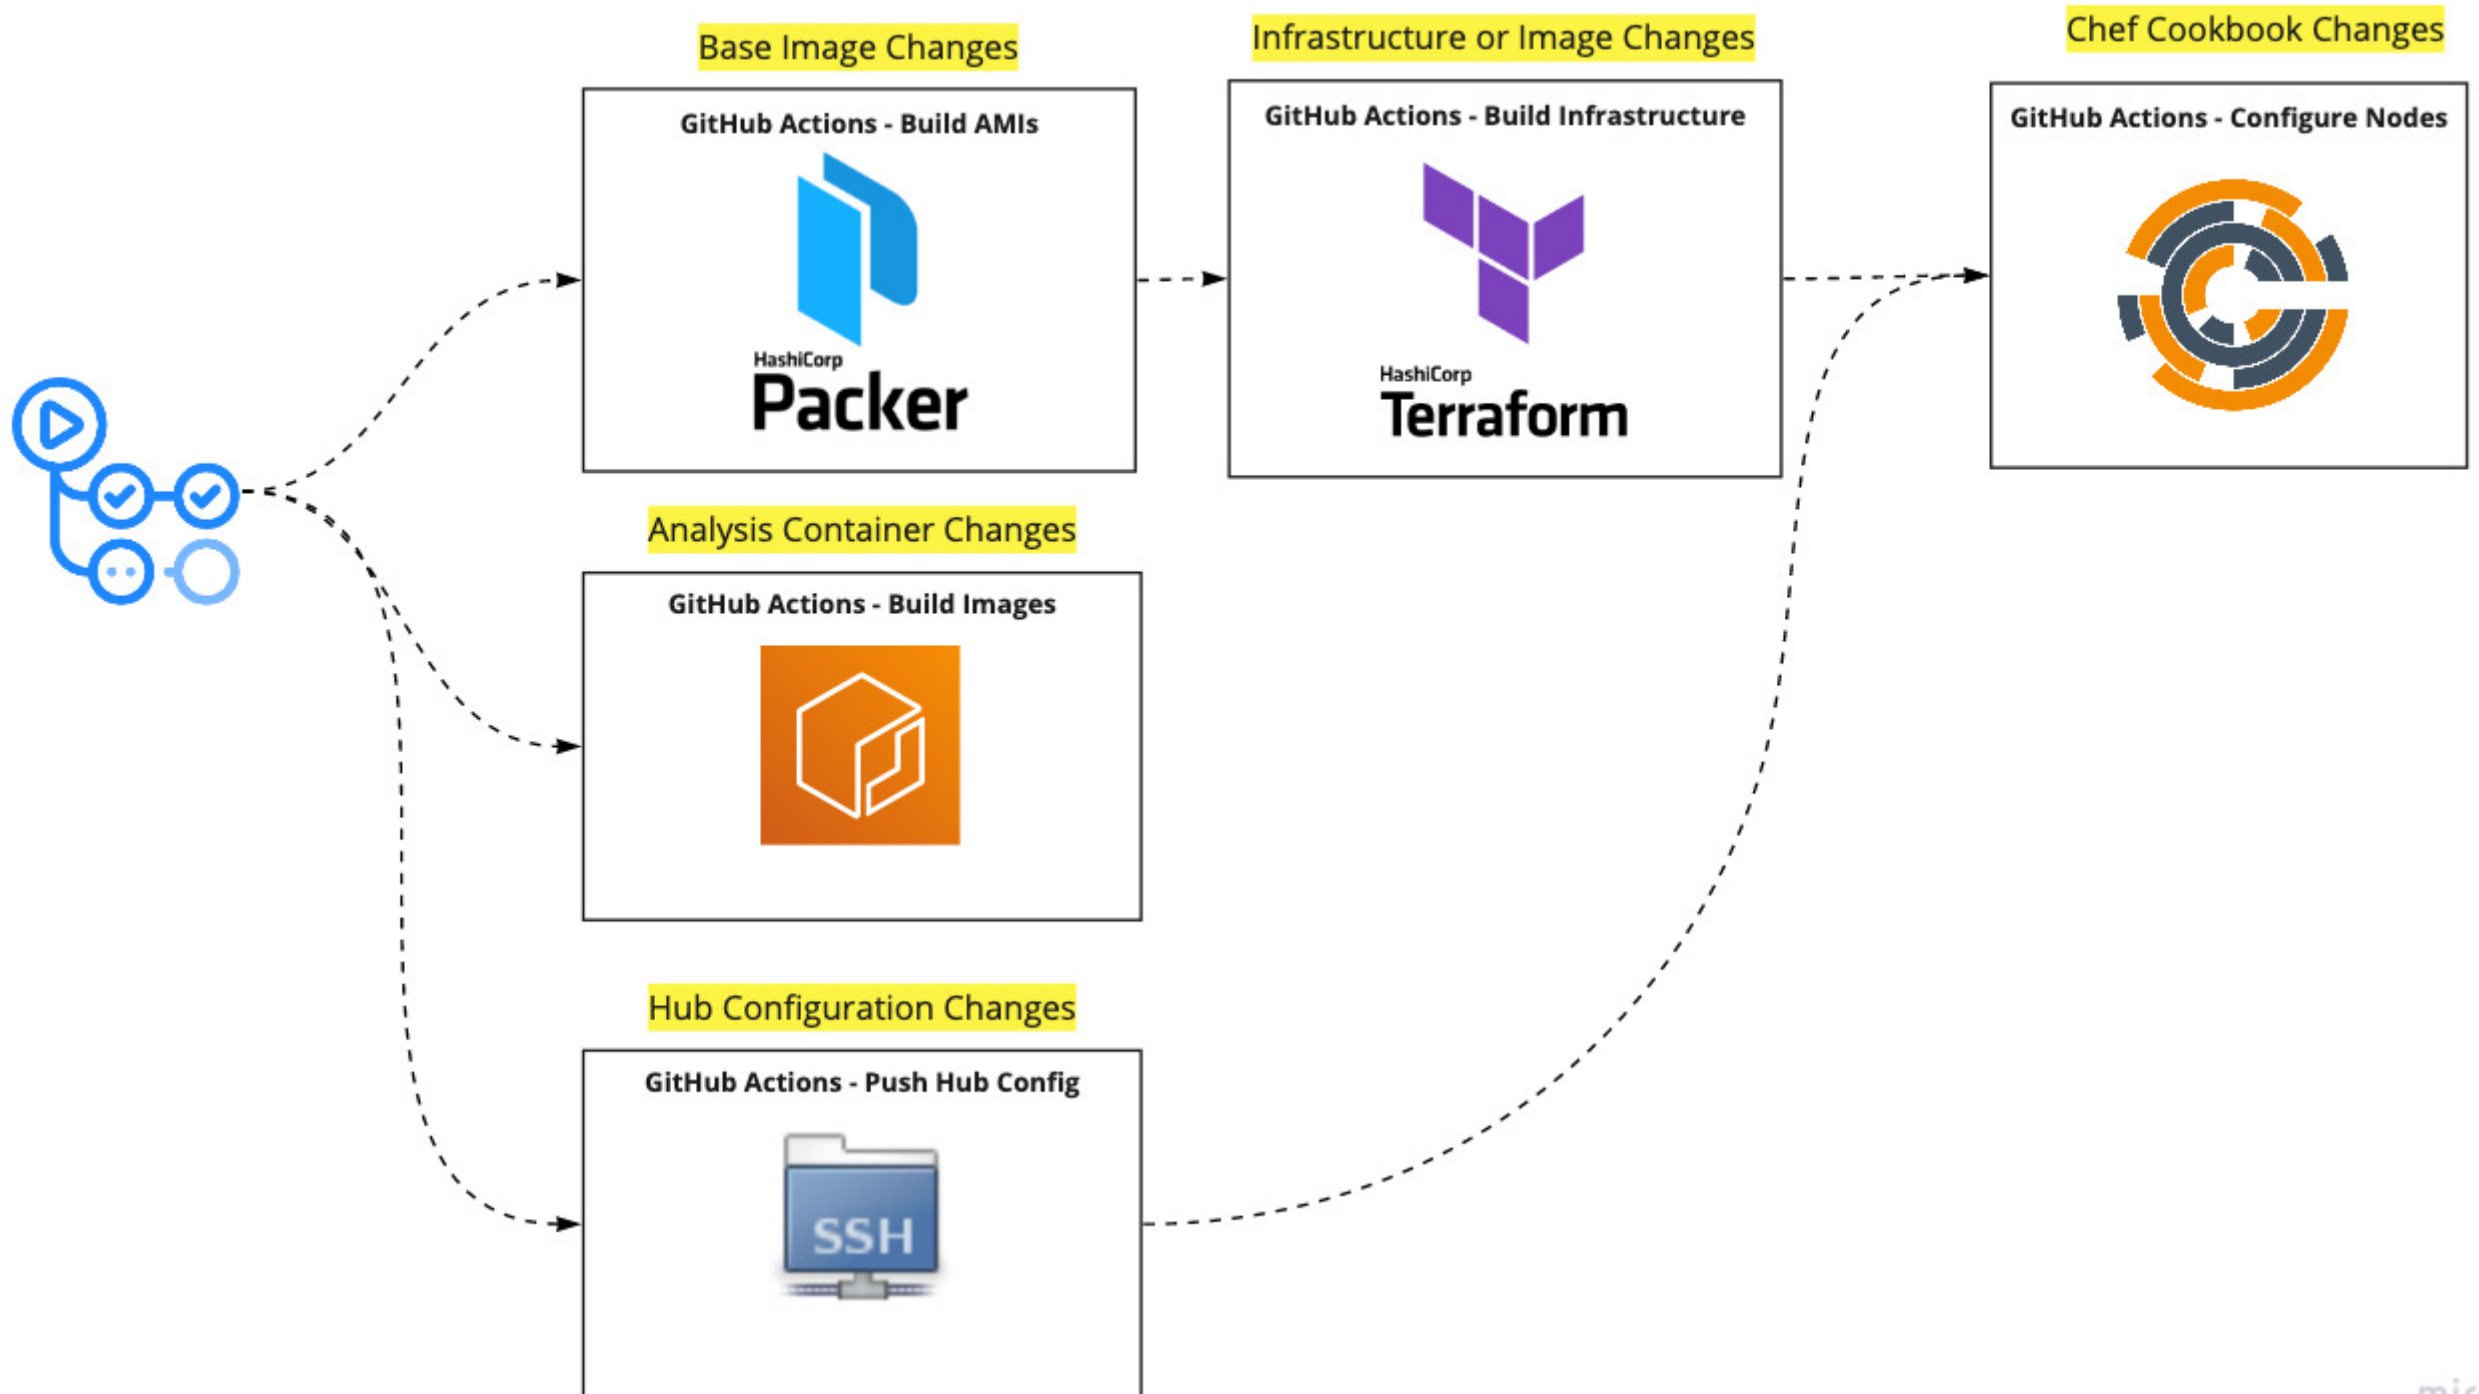 Base Image Changes
Infrastructure or Image Changes
Chef Cookbook Changes
GitHub Actions - Build AMIs
GitHub Actions - Build Infrastructure
GitHub Actions - Configure Nodes
HashiCorp
Packer
HashiCorp
Terraform
Analysis Container Changes
GitHub Actions - Build Images
Hub Configuration Changes
GitHub Actions - Push Hub Config
SSH